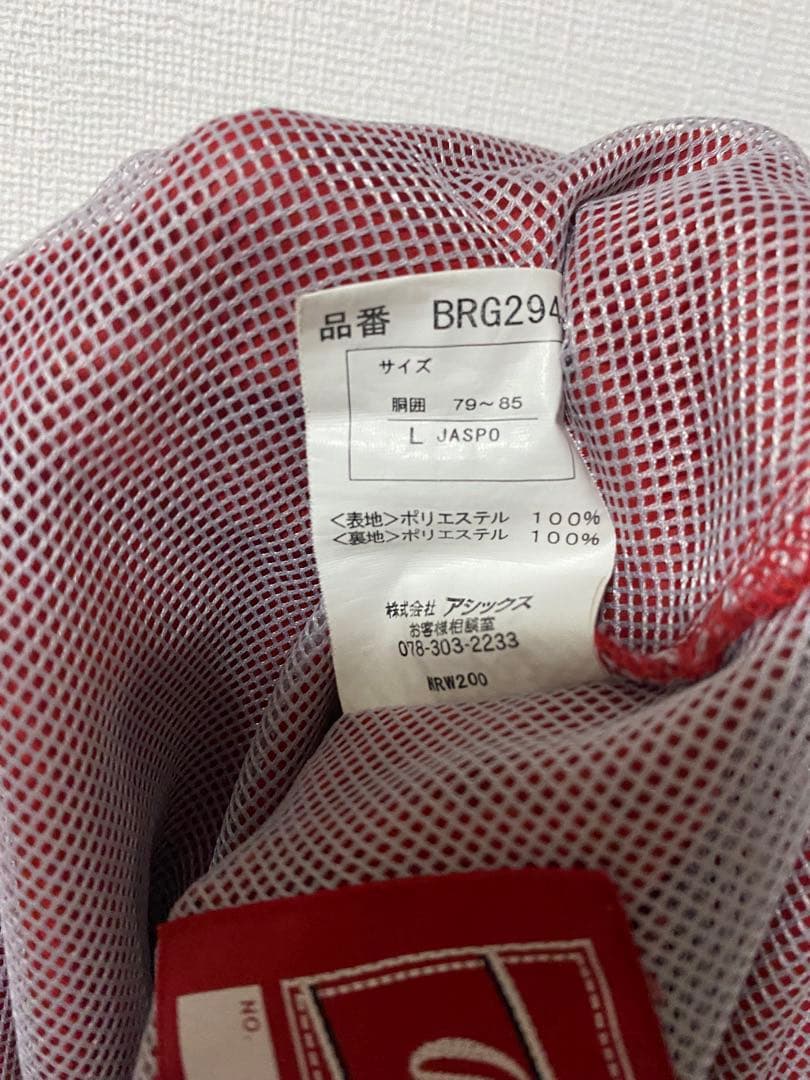 品番 BRG294
サイズ
胴囲 79～85
L JASPO
<表地>ポリエステル 100%
<裏地>ポリエステル 100%
株式会社 アシックス
お客様相談室
078-303-2233
NRW200
NO.